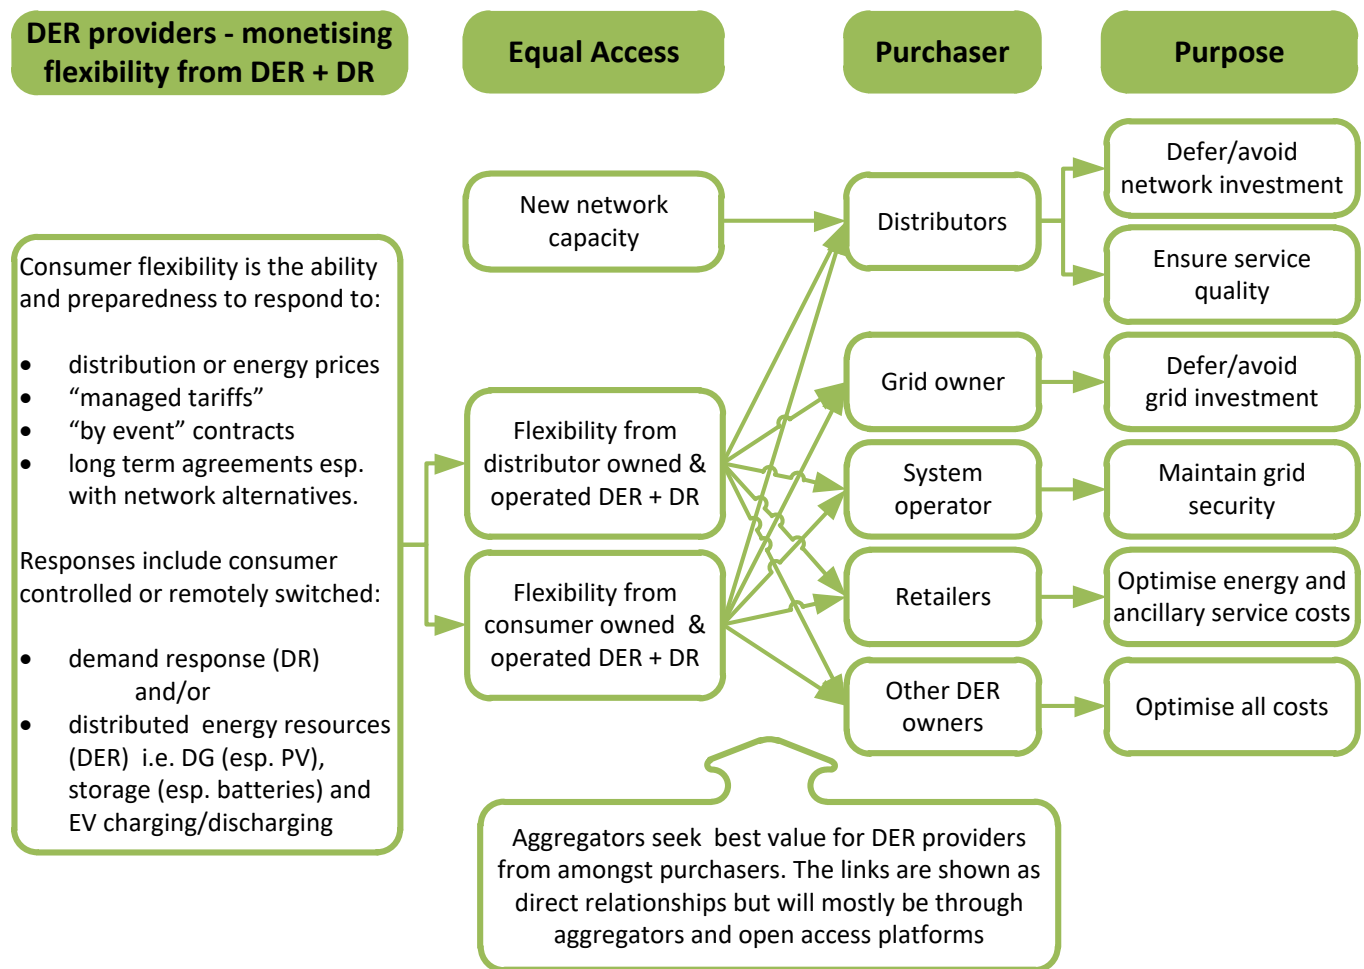 DER providers - monetising
flexibility from DER + DR
Equal Access
Purchaser
Purpose
Consumer flexibility is the ability
and preparedness to respond to:
• distribution or energy prices
• “managed tariffs”
• “by event” contracts
• long term agreements esp.
with network alternatives.
Responses include consumer
controlled or remotely switched:
• demand response (DR)
and/or
• distributed energy resources
(DER) i.e. DG (esp. PV),
storage (esp. batteries) and
EV charging/discharging
New network
capacity
Flexibility from
distributor owned &
operated DER + DR
Flexibility from
consumer owned &
operated DER + DR
Distributors
Grid owner
System
operator
Retailers
Other DER
owners
Defer/avoid
network investment
Ensure service
quality
Defer/avoid
grid investment
Maintain grid
security
Optimise energy and
ancillary service costs
Optimise all costs
Aggregators seek best value for DER providers
from amongst purchasers. The links are shown as
direct relationships but will mostly be through
aggregators and open access platforms